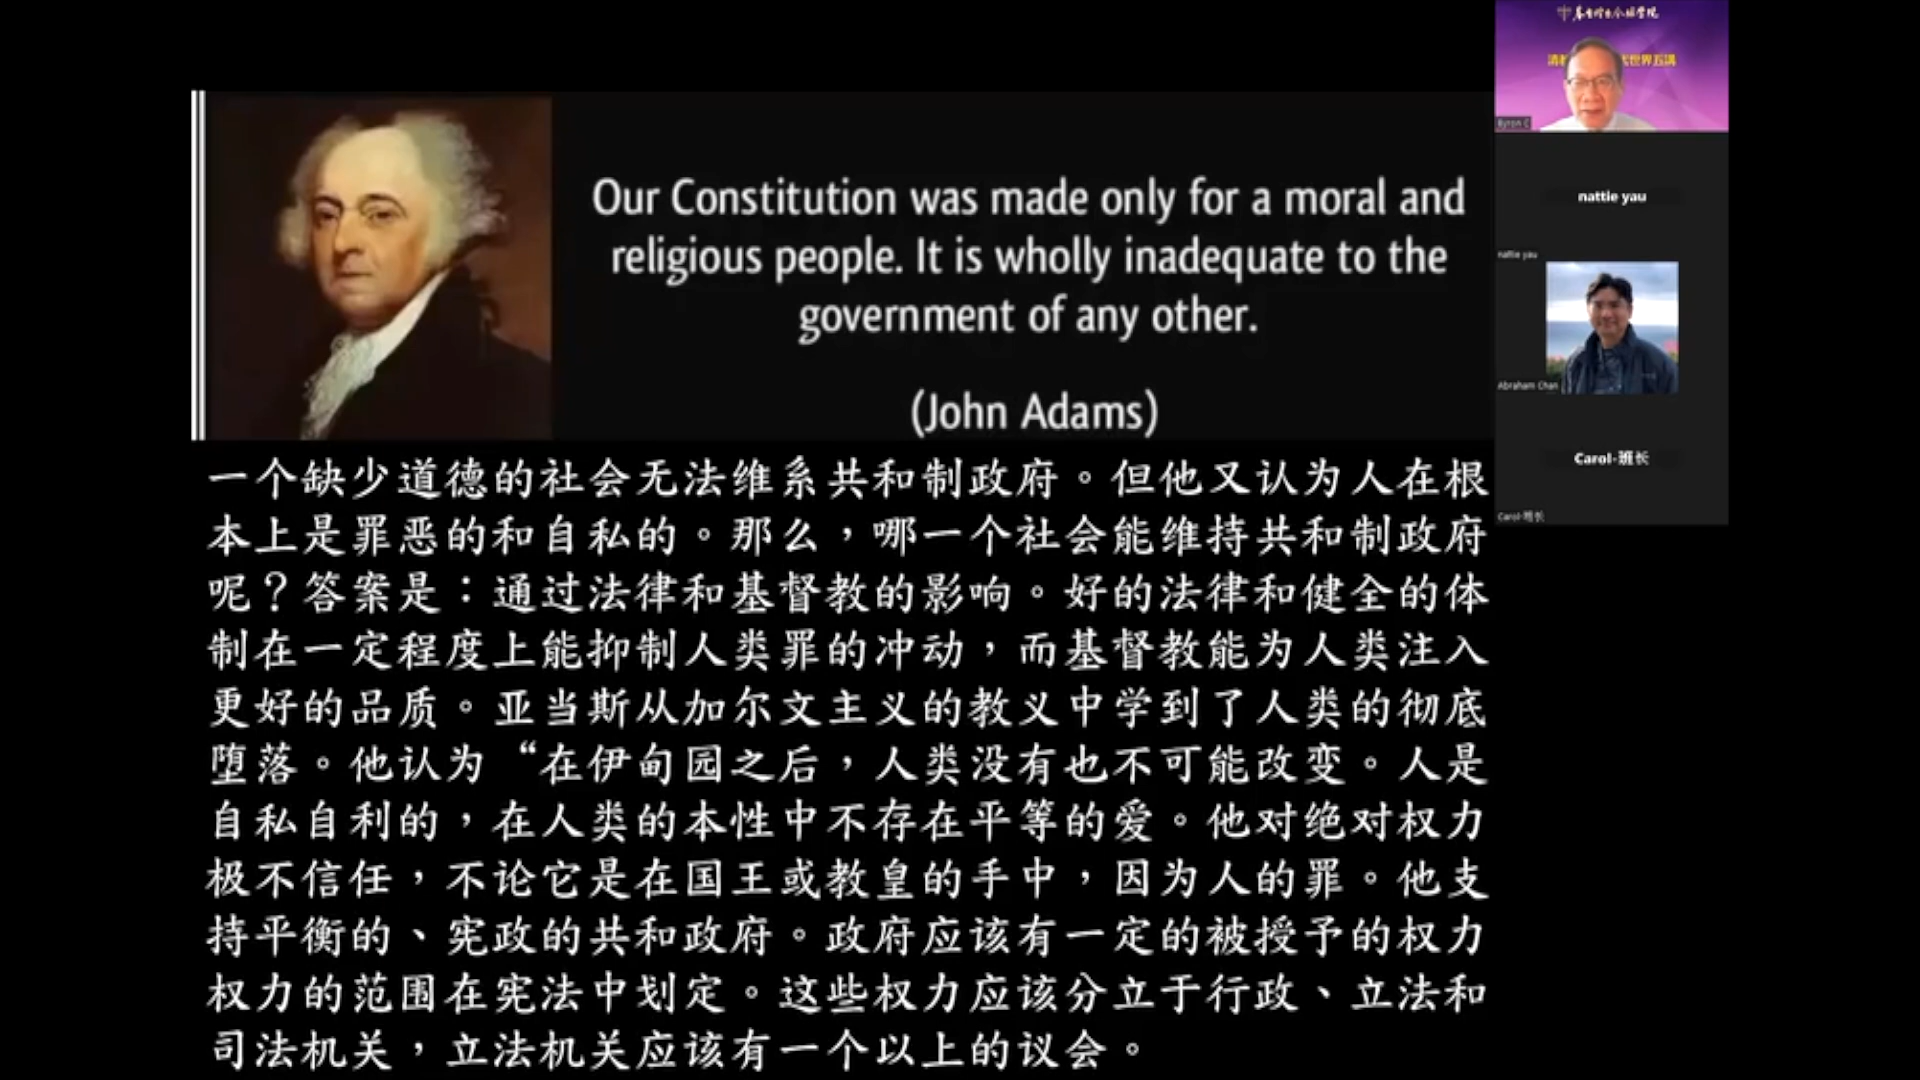 Our Constitution was made only for a moral and
religious people. It is wholly inadequate to the
government of any other.
(John Adams)
一个缺少道德的社会无法维系共和制政府。但他又认为人在根
本上是罪恶的和自私的。那么，哪一个社会能维持共和制政府
呢？答案是：通过法律和基督教的影响。好的法律和健全的体
制在一定程度上能抑制人类罪的冲动，而基督教能为人类注入
更好的品质。亚当斯从加尔文主义的教义中学到了人类的彻底
堕落。他认为“在伊甸园之后，人类没有也不可能改变。人是
自私自利的，在人类的本性中不存在平等的爱。他对绝对权力
极不信任，不论它是在国王或教皇的手中，因为人的罪。他支
持平衡的、宪政的共和政府。政府应该有一定的被授予的权力
权力的范围在宪法中划定。这些权力应该分立于行政、立法和
司法机关，立法机关应该有一个以上的议会。
世界五講
Byron C
nattie yau
nattie yau
Abraham Chan
Carol-班长
Carol-班长